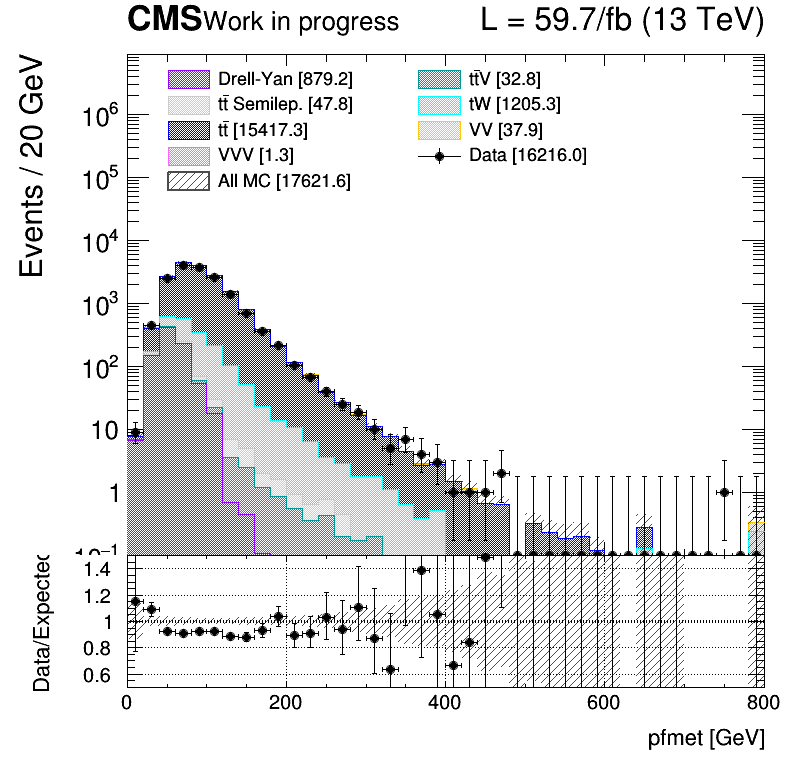 CMS Work in progress L = 59.7/fb (13 TeV)
Events / 20 GeV
Drell-Yan [879.2]
tt̄ Semilep. [47.8]
tt̄ [15417.3]
VVV [1.3]
All MC [17621.6]
tt̄V [32.8]
tW [1205.3]
VV [37.9]
Data [16216.0]
10⁶
10⁵
10⁴
10³
10²
10
1
10⁻¹
Data/Expected
1.4
1.2
1
0.8
0.6
0 200 400 600 800
pfmet [GeV]